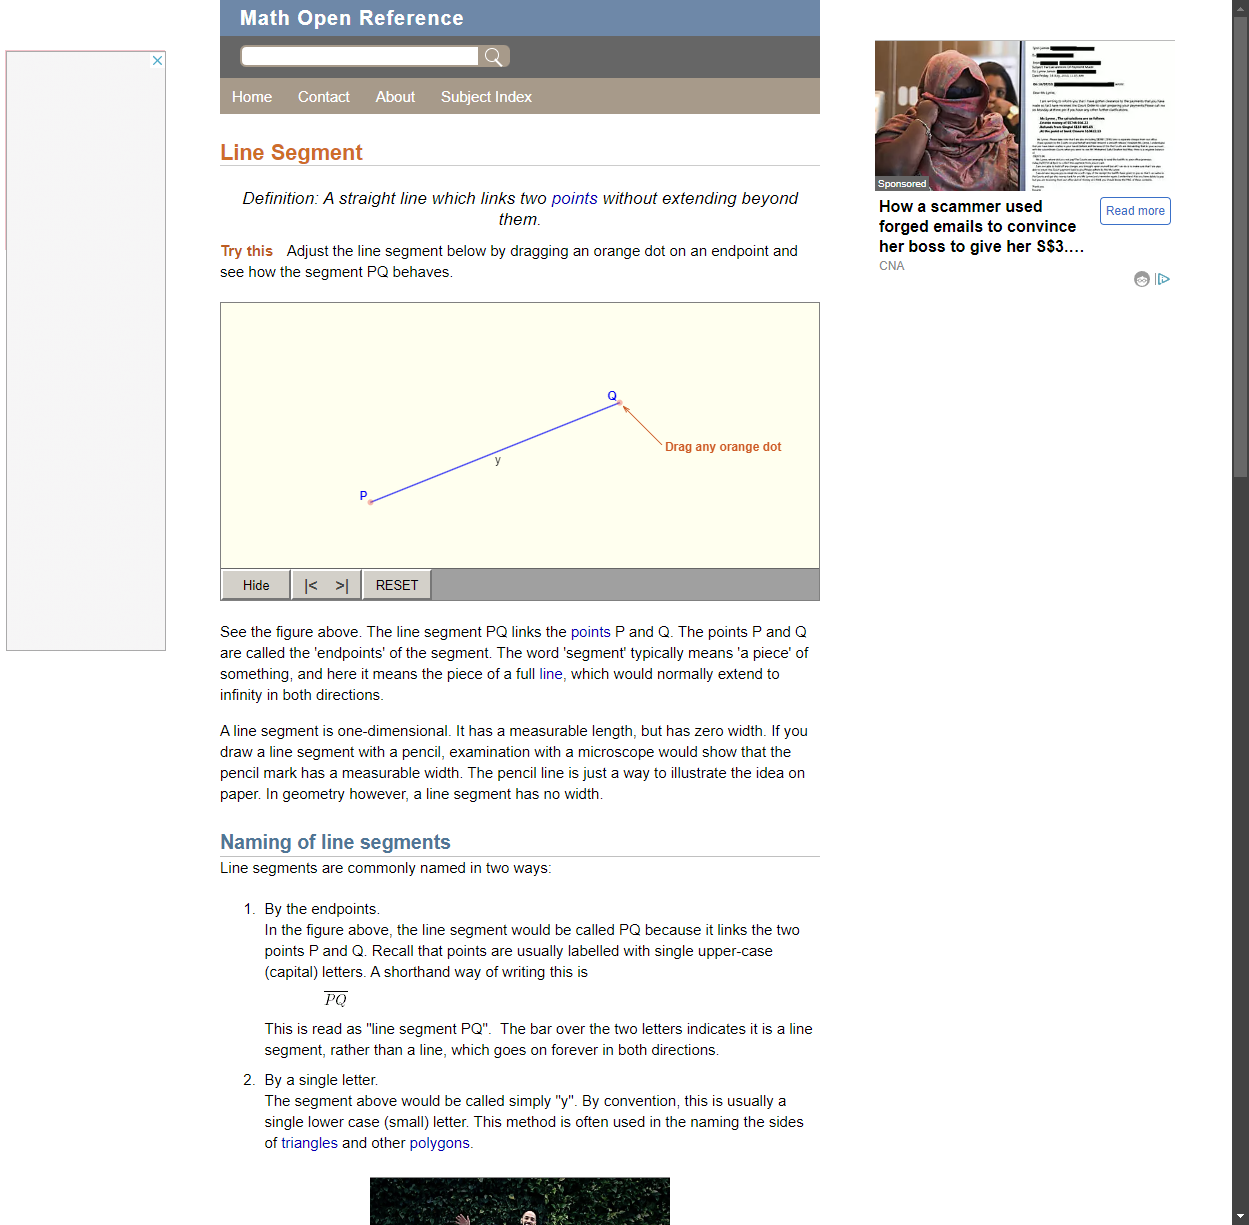 Math Open Reference
Home Contact About Subject Index
Line Segment
Definition: A straight line which links two points without extending beyond
them.
Try this Adjust the line segment below by dragging an orange dot on an endpoint and
see how the segment PQ behaves.
Q
Drag any orange dot
y
P
Hide |< >| RESET
See the figure above. The line segment PQ links the points P and Q. The points P and Q
are called the 'endpoints' of the segment. The word 'segment' typically means 'a piece' of
something, and here it means the piece of a full line, which would normally extend to
infinity in both directions.
A line segment is one-dimensional. It has a measurable length, but has zero width. If you
draw a line segment with a pencil, examination with a microscope would show that the
pencil mark has a measurable width. The pencil line is just a way to illustrate the idea on
paper. In geometry however, a line segment has no width.
Naming of line segments
Line segments are commonly named in two ways:
1. By the endpoints.
In the figure above, the line segment would be called PQ because it links the two
points P and Q. Recall that points are usually labelled with single upper-case
(capital) letters. A shorthand way of writing this is
PQ
This is read as "line segment PQ". The bar over the two letters indicates it is a line
segment, rather than a line, which goes on forever in both directions.
2. By a single letter.
The segment above would be called simply "y". By convention, this is usually a
single lower case (small) letter. This method is often used in the naming the sides
of triangles and other polygons.
Sponsored
How a scammer used
forged emails to convince
her boss to give her S$3....
Read more
CNA